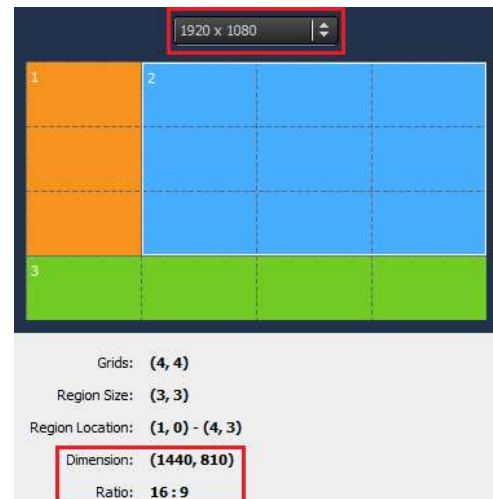 1920 x 1080
1 2
3
Grids: (4, 4)
Region Size: (3, 3)
Region Location: (1, 0) - (4, 3)
Dimension: (1440, 810)
Ratio: 16 : 9